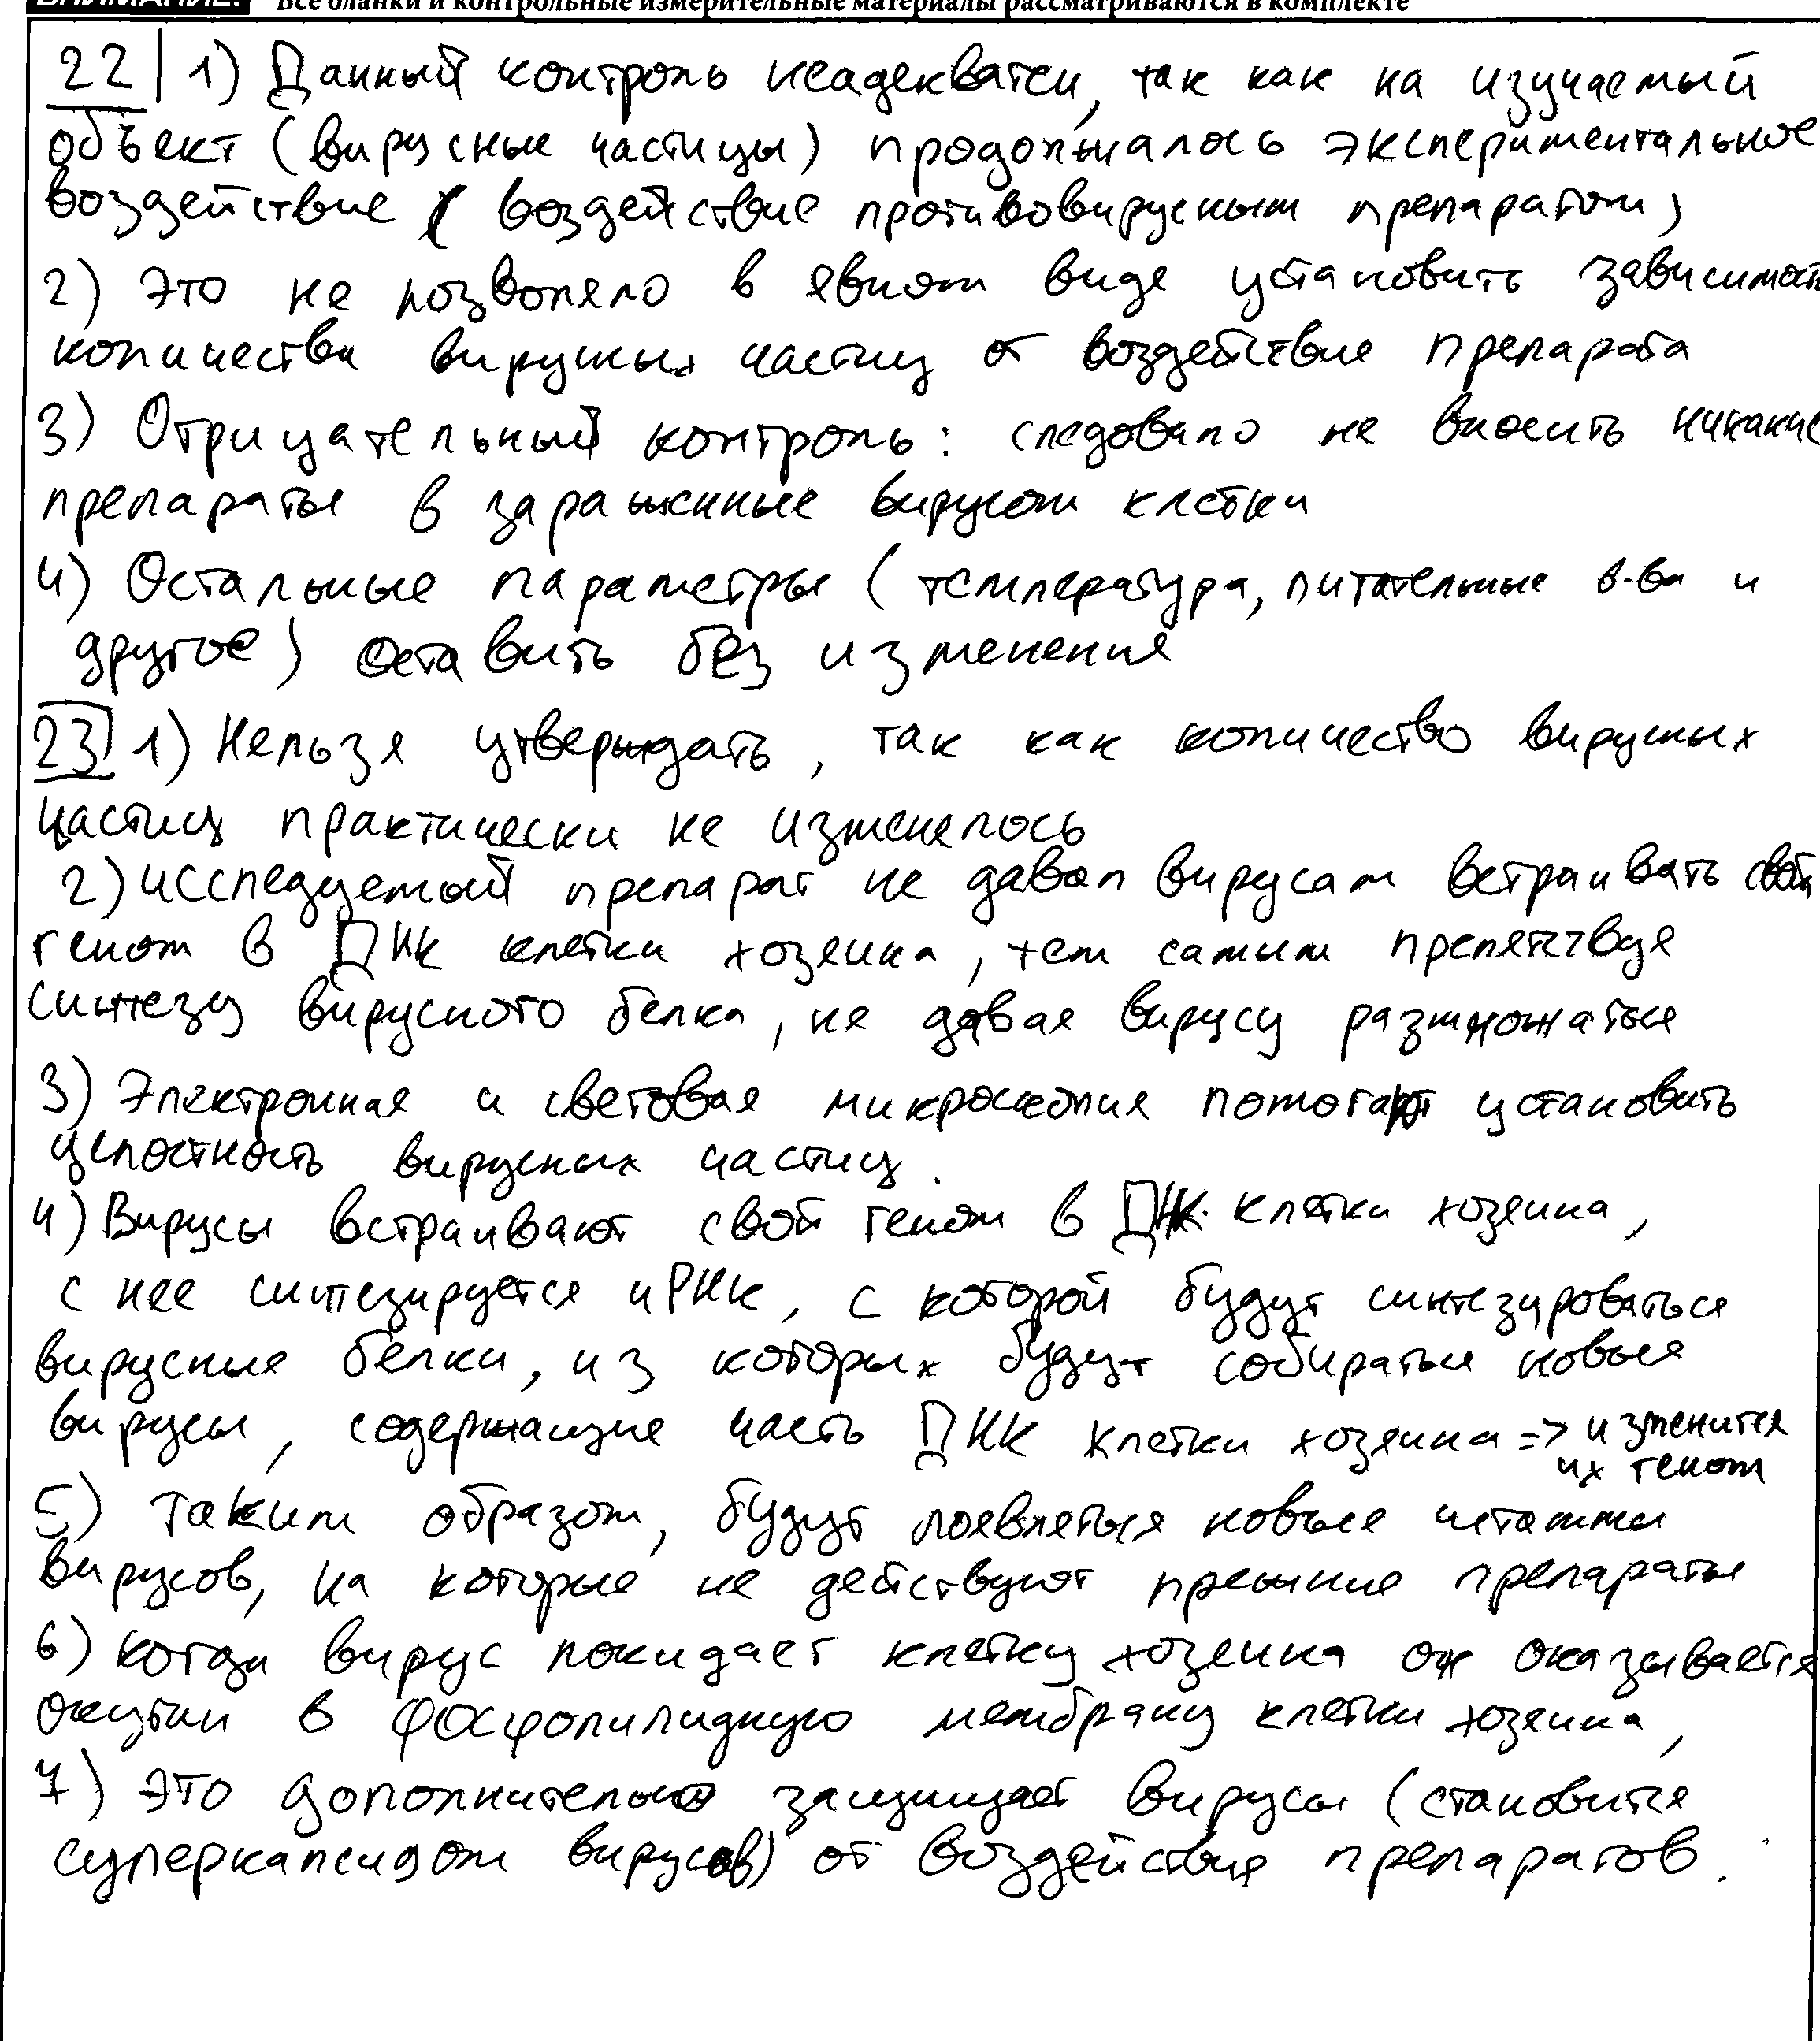 ВНИМАНИЕ! Все бланки и контрольные измерительные материалы рассматриваются в комплекте
22 1) Данный контроль неадекватен, так как на изучаемый
объект (вирусные частицы) продолжалось экспериментальное
воздействие (воздействие противовирусным препаратом)
2) Это не позволяло в явном виде установить зависимость
количества вирусных частиц от воздействие препарата
3) Отрицательный контроль: следовало не вносить никакие
препараты в зараженные вирусом клетки
4) Остальные параметры (температура, питательные в-ва и
другое) оставить без изменения
23 1) Нельзя утверждать, так как количество вирусных
частиц практически не изменялось
2) исследуемый препарат не давал вирусам встраивать свой
геном в ДНК клетки хозяина, тем самым препятствуя
синтезу вирусного белка, не давая вирусу размножаться
3) Электронная и световая микроскопия помогают установить
целостность вирусных частиц.
4) Вирусы встраивают свой геном в ДНК клетки хозяина,
с нее синтезируется иРНК, с которой будут синтезироваться
вирусные белки, из которых будут собираться новые
вирусы, содержащие часть ДНК клетки хозяина => изменится
их геном
5) Таким образом, будут появляться новые штаммы
вирусов, на которые не действуют прежние препараты
6) когда вирус покидает клетку хозяина он оказывается
окутан в фосфолипидную мембрану клетки хозяина,
7) это дополнительно защищает вирусы (становится
суперкапсидом вирусов) от воздействия препаратов.